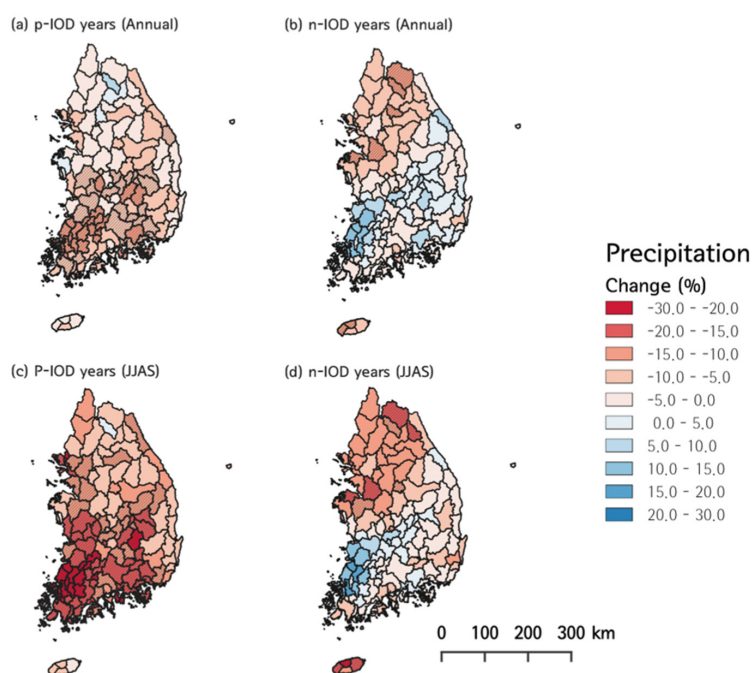 (a) p-IOD years (Annual)
(b) n-IOD years (Annual)
(c) P-IOD years (JJAS)
(d) n-IOD years (JJAS)
Precipitation
Change (%)
-30.0 - -20.0
-20.0 - -15.0
-15.0 - -10.0
-10.0 - -5.0
-5.0 - 0.0
0.0 - 5.0
5.0 - 10.0
10.0 - 15.0
15.0 - 20.0
20.0 - 30.0
0 100 200 300 km